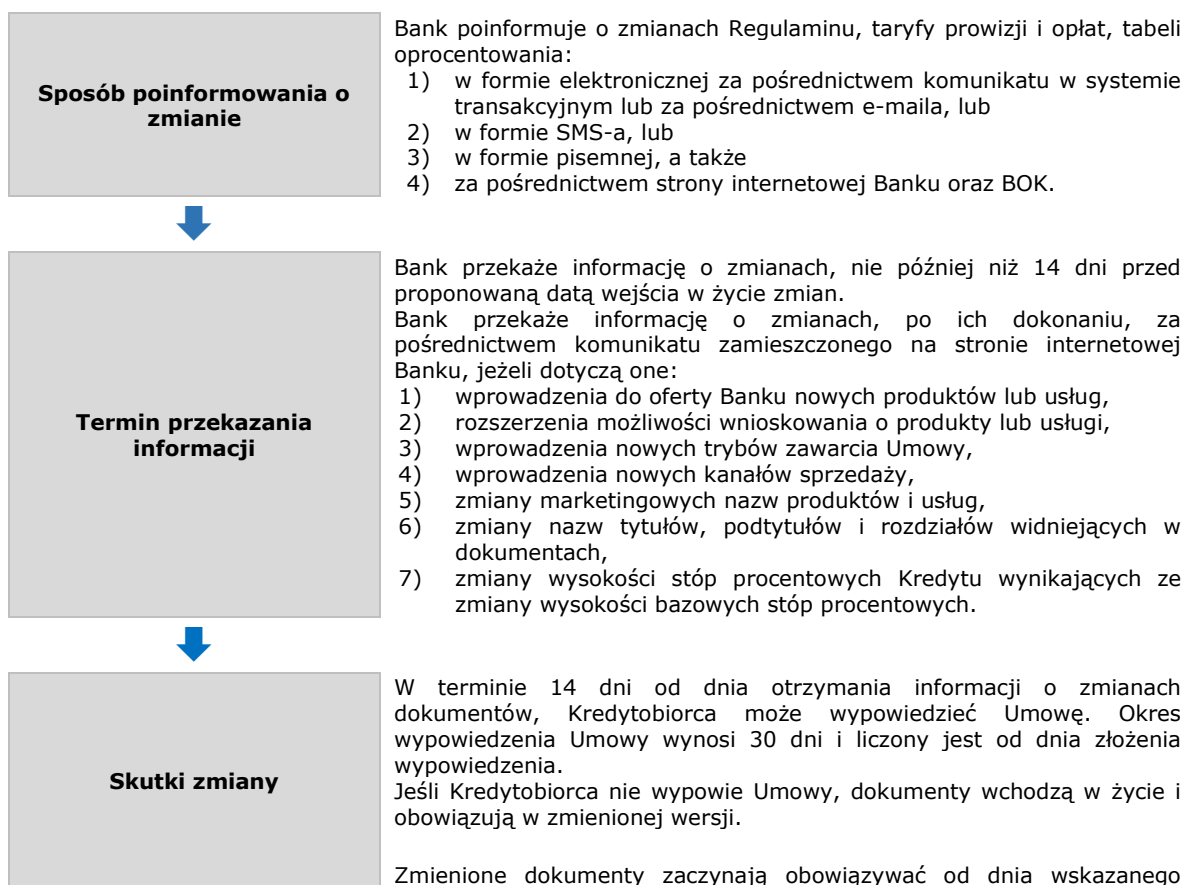 Sposób poinformowania o
zmianie
Bank poinformuje o zmianach Regulaminu, taryfy prowizji i opłat, tabeli
oprocentowania:
1) w formie elektronicznej za pośrednictwem komunikatu w systemie
transakcyjnym lub za pośrednictwem e-maila, lub
2) w formie SMS-a, lub
3) w formie pisemnej, a także
4) za pośrednictwem strony internetowej Banku oraz BOK.
Termin przekazania
informacji
Bank przekaże informację o zmianach, nie później niż 14 dni przed
proponowaną datą wejścia w życie zmian.
Bank przekaże informację o zmianach, po ich dokonaniu, za
pośrednictwem komunikatu zamieszczonego na stronie internetowej
Banku, jeżeli dotyczą one:
1) wprowadzenia do oferty Banku nowych produktów lub usług,
2) rozszerzenia możliwości wnioskowania o produkty lub usługi,
3) wprowadzenia nowych trybów zawarcia Umowy,
4) wprowadzenia nowych kanałów sprzedaży,
5) zmiany marketingowych nazw produktów i usług,
6) zmiany nazw tytułów, podtytułów i rozdziałów widniejących w
dokumentach,
7) zmiany wysokości stóp procentowych Kredytu wynikających ze
zmiany wysokości bazowych stóp procentowych.
Skutki zmiany
W terminie 14 dni od dnia otrzymania informacji o zmianach
dokumentów, Kredytobiorca może wypowiedzieć Umowę. Okres
wypowiedzenia Umowy wynosi 30 dni i liczony jest od dnia złożenia
wypowiedzenia.
Jeśli Kredytobiorca nie wypowie Umowy, dokumenty wchodzą w życie i
obowiązują w zmienionej wersji.
Zmienione dokumenty zaczynają obowiązywać od dnia wskazanego